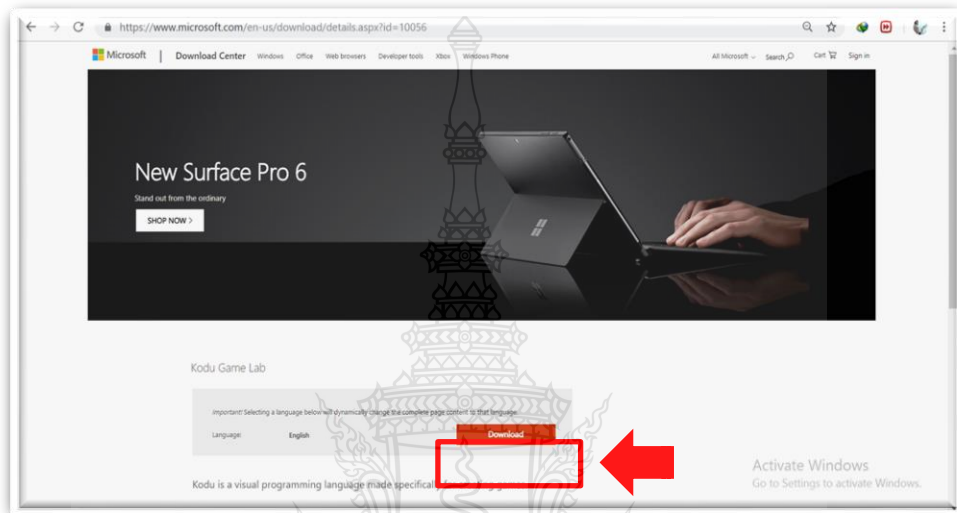 https://www.microsoft.com/en-us/download/details.aspx?id=10056
Microsoft | Download Center Windows Office Web browsers Developer tools Xbox Windows Phone All Microsoft Search Cart Sign in
New Surface Pro 6
Stand out from the ordinary
SHOP NOW >
Kodu Game Lab
Important! Selecting a language below will dynamically change the complete page content to that language.
Language: English Download
Kodu is a visual programming language made specifically for
Activate Windows
Go to Settings to activate Windows.